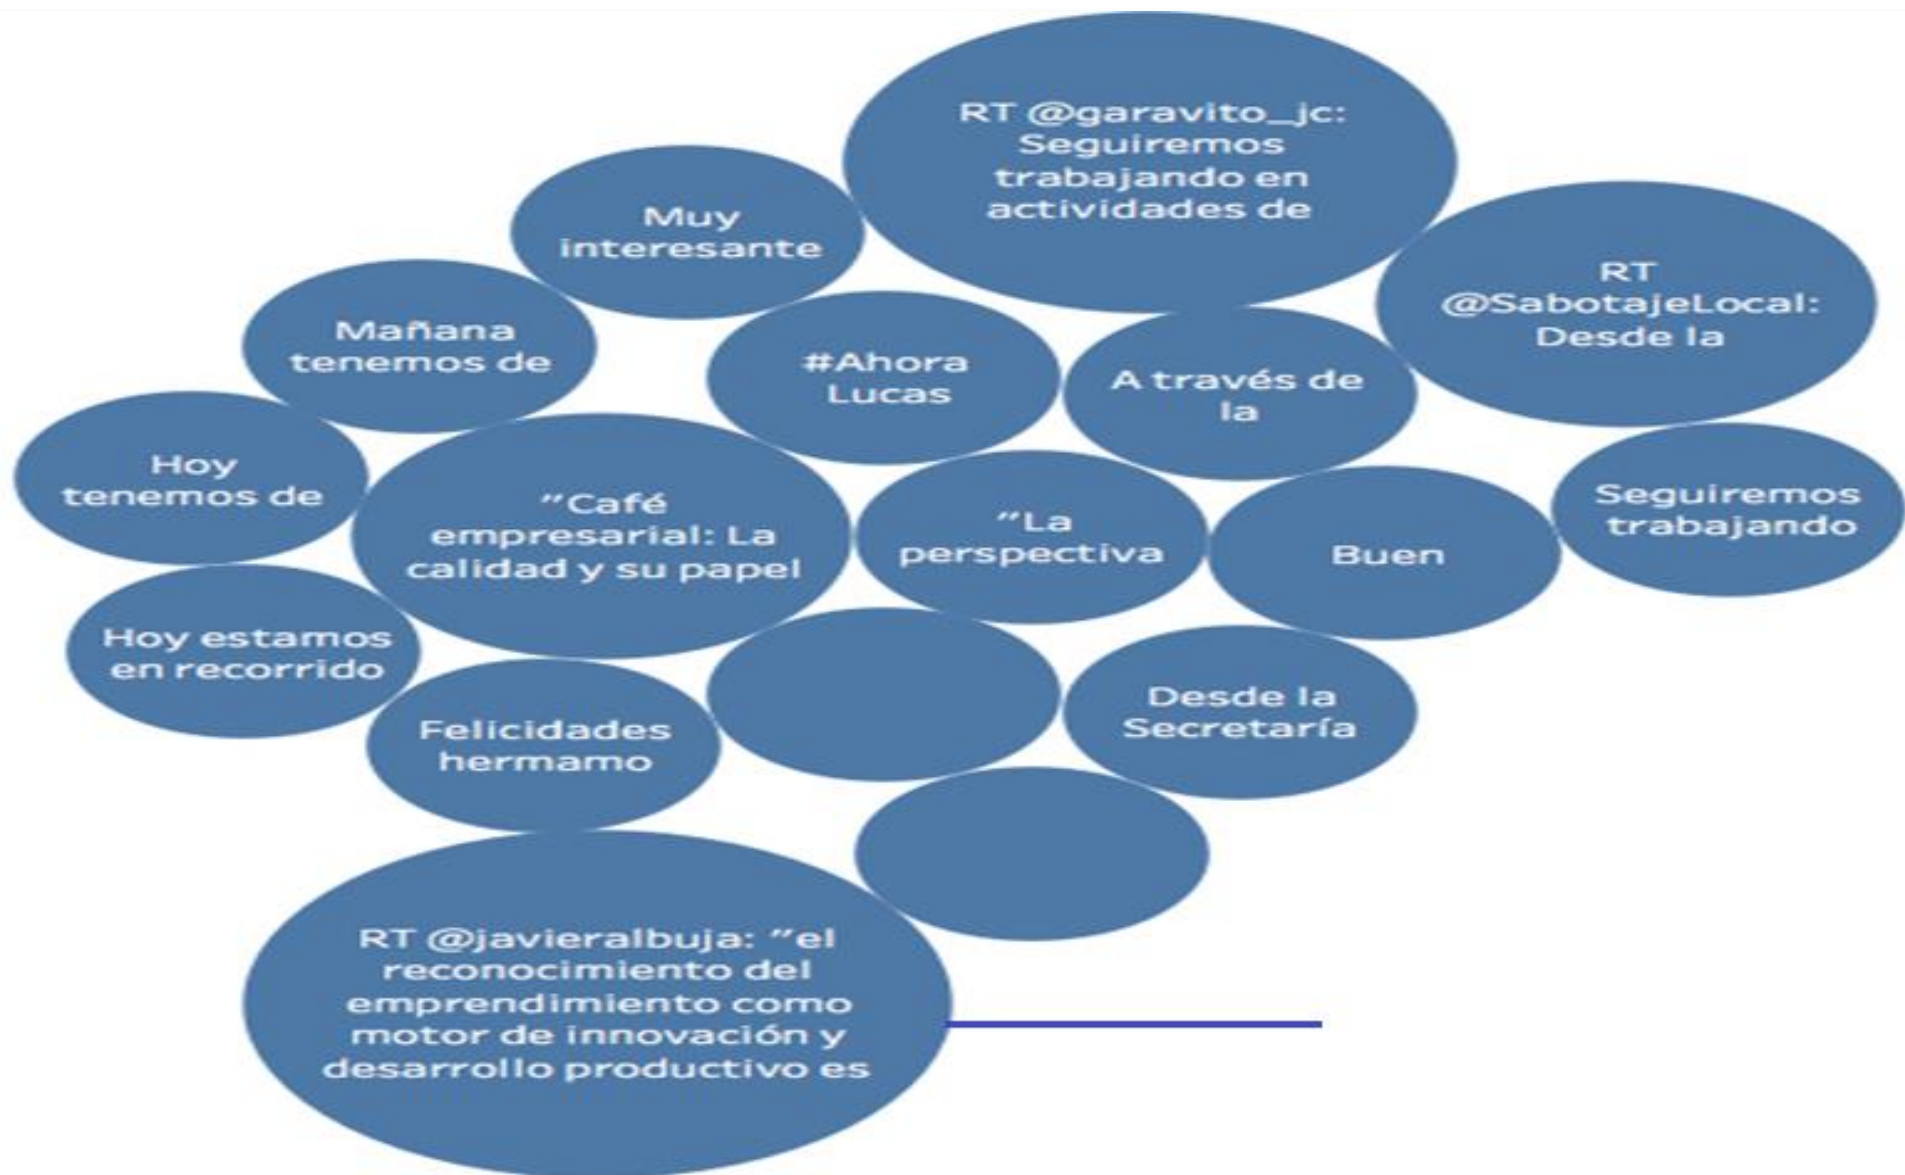 RT @garavito_jc:
Seguiremos
trabajando en
actividades de
Muy
interesante
RT
@SabotajeLocal:
Desde la
Mañana
tenemos de
#Ahora
Lucas
A través de
la
Hoy
tenemos de
"Café
empresarial: La
calidad y su papel
"La
perspectiva
Buen
Seguiremos
trabajando
Hoy estamos
en recorrido
Felicidades
hermamo
Desde la
Secretaría
RT @javieralbuja: "el
reconocimiento del
emprendimiento como
motor de innovación y
desarrollo productivo es